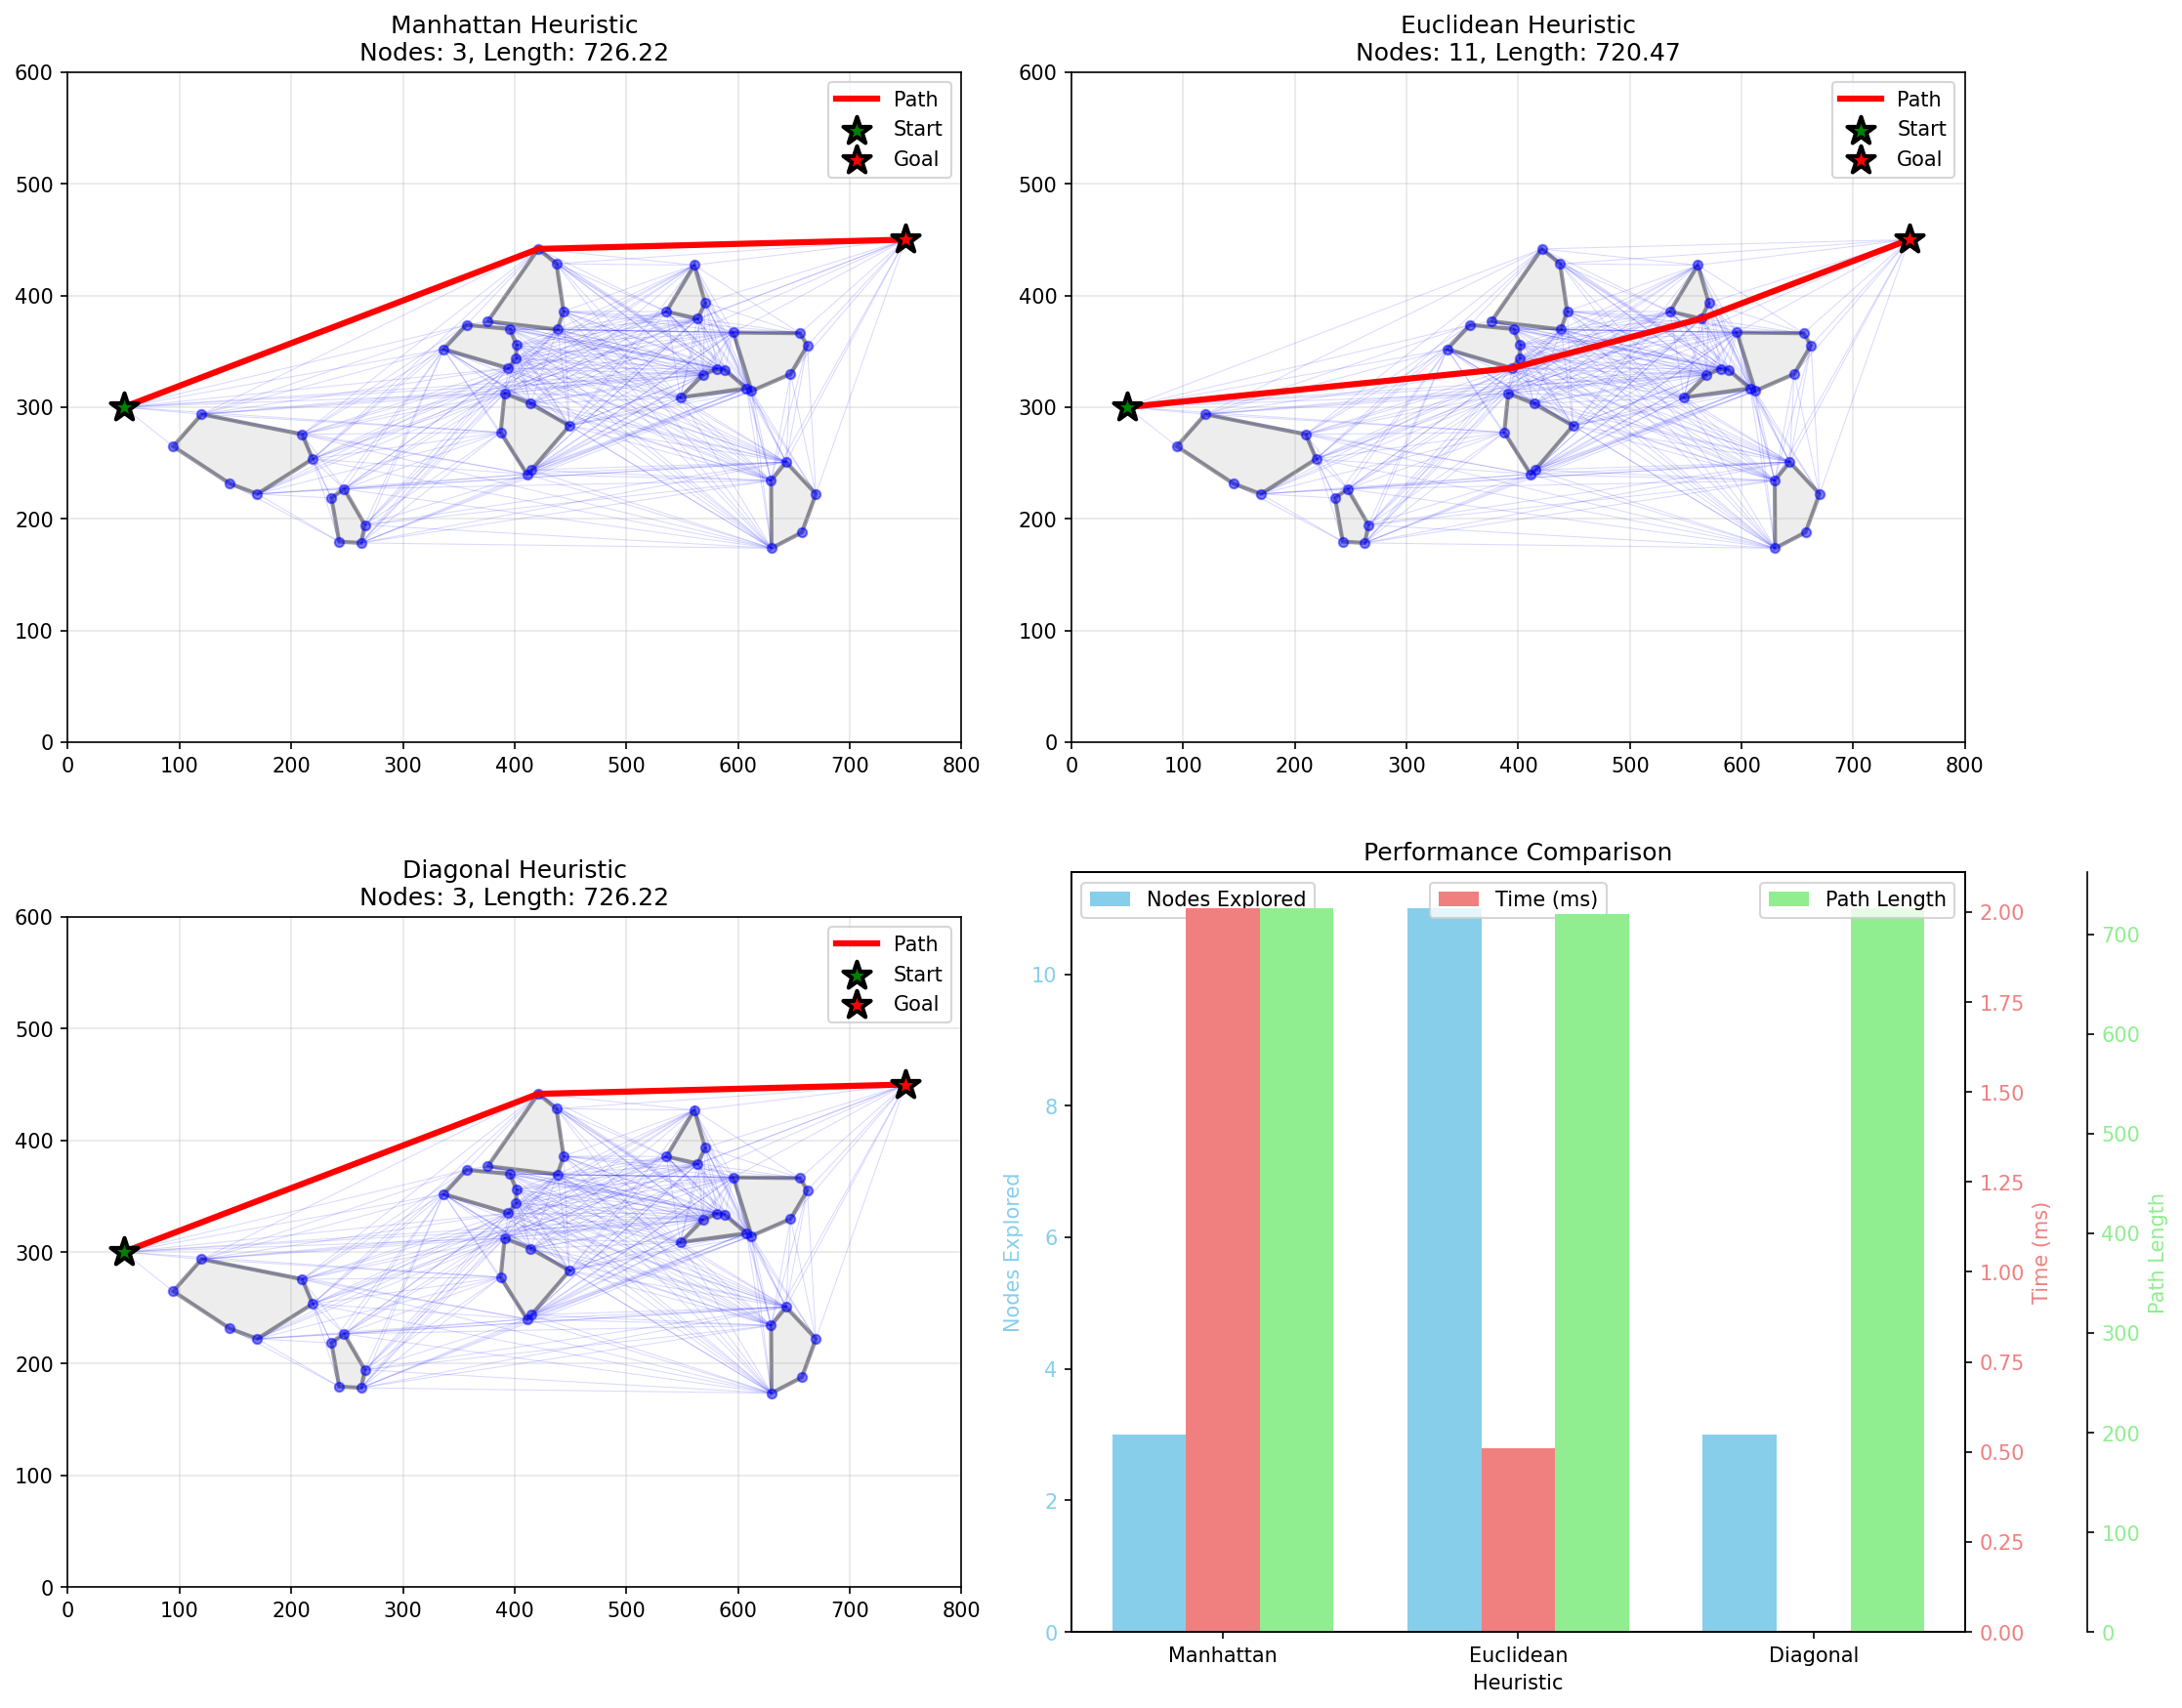 Manhattan Heuristic
Nodes: 3, Length: 726.22
600
500
400
300
200
100
0
0 100 200 300 400 500 600 700 800
Path
Start
Goal
Euclidean Heuristic
Nodes: 11, Length: 720.47
600
500
400
300
200
100
0
0 100 200 300 400 500 600 700 800
Path
Start
Goal
Diagonal Heuristic
Nodes: 3, Length: 726.22
600
500
400
300
200
100
0
0 100 200 300 400 500 600 700 800
Path
Start
Goal
Performance Comparison
Nodes Explored
Time (ms)
Path Length
Nodes Explored
10
8
6
4
2
0
Manhattan Euclidean Diagonal
Heuristic
2.00
1.75
1.50
1.25
1.00
0.75
0.50
0.25
0.00
Time (ms)
700
600
500
400
300
200
100
0
Path Length